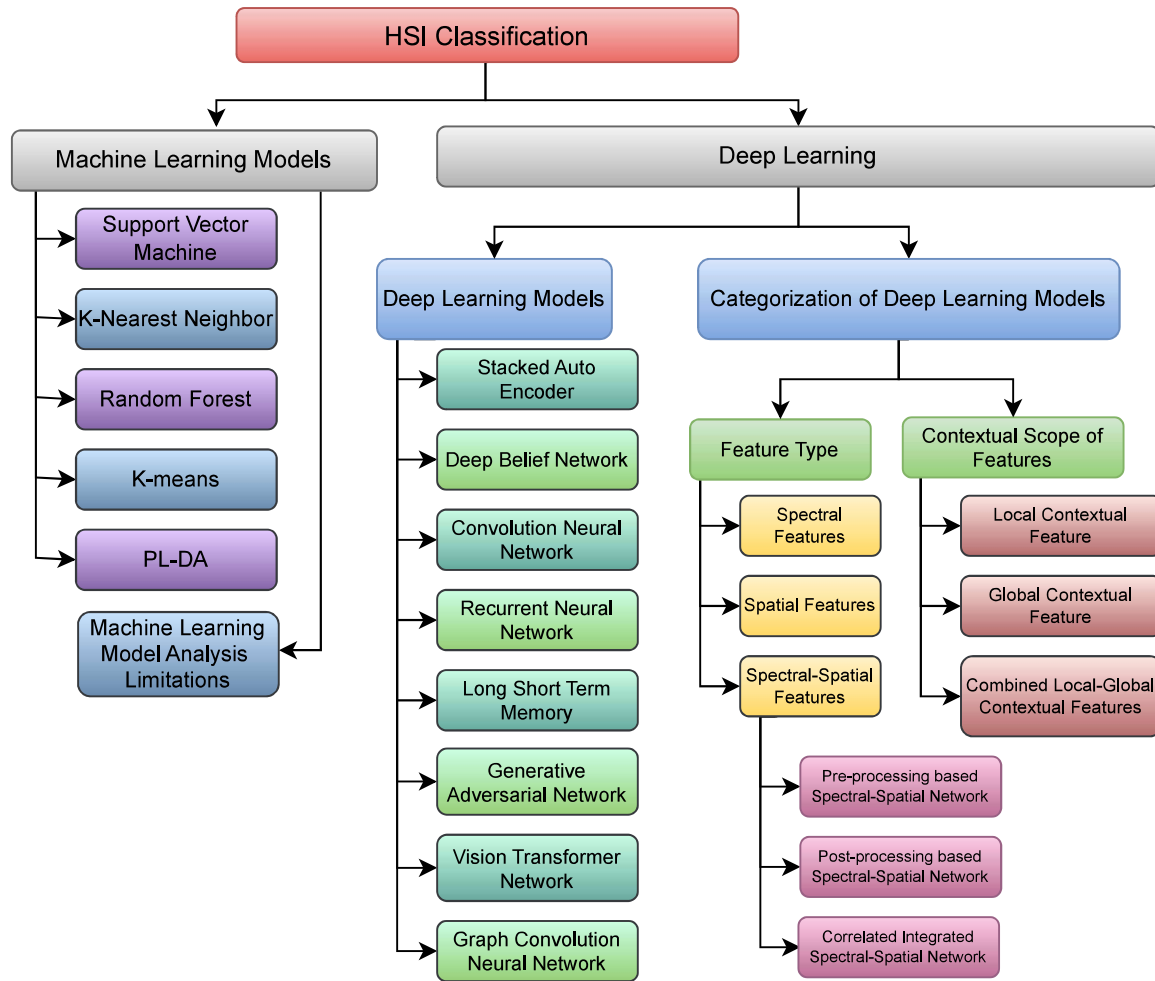 HSI Classification
Machine Learning Models
Deep Learning
Support Vector
Machine
K-Nearest Neighbor
Random Forest
K-means
PL-DA
Machine Learning
Model Analysis
Limitations
Deep Learning Models
Categorization of Deep Learning Models
Stacked Auto
Encoder
Deep Belief Network
Convolution Neural
Network
Recurrent Neural
Network
Long Short Term
Memory
Generative
Adversarial Network
Vision Transformer
Network
Graph Convolution
Neural Network
Feature Type
Contextual Scope of
Features
Spectral
Features
Spatial Features
Spectral-Spatial
Features
Local Contextual
Feature
Global Contextual
Feature
Combined Local-Global
Contextual Features
Pre-processing based
Spectral-Spatial Network
Post-processing based
Spectral-Spatial Network
Correlated Integrated
Spectral-Spatial Network